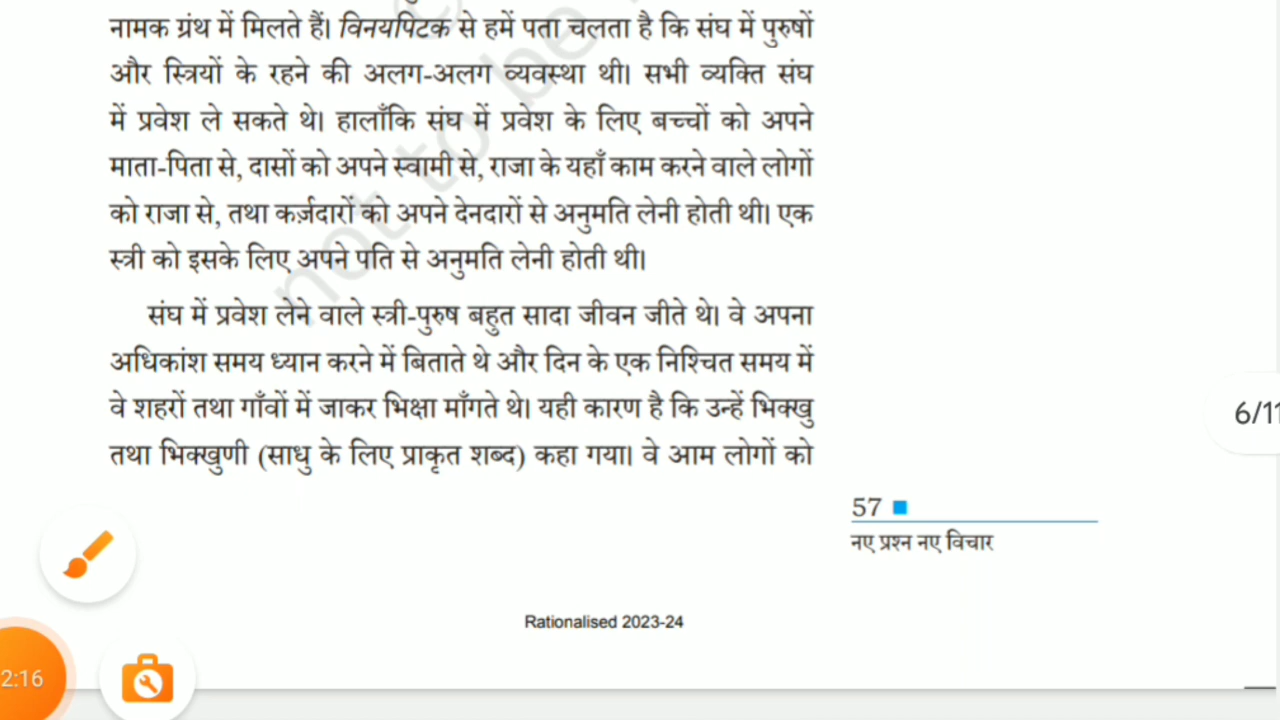 नामक ग्रंथ में मिलते हैं। विनयपिटक से हमें पता चलता है कि संघ में पुरुषों
और स्त्रियों के रहने की अलग-अलग व्यवस्था थी। सभी व्यक्ति संघ
में प्रवेश ले सकते थे। हालाँकि संघ में प्रवेश के लिए बच्चों को अपने
माता-पिता से, दासों को अपने स्वामी से, राजा के यहाँ काम करने वाले लोगों
को राजा से, तथा कर्ज़दारों को अपने देनदारों से अनुमति लेनी होती थी। एक
स्त्री को इसके लिए अपने पति से अनुमति लेनी होती थी।
संघ में प्रवेश लेने वाले स्त्री-पुरुष बहुत सादा जीवन जीते थे। वे अपना
अधिकांश समय ध्यान करने में बिताते थे और दिन के एक निश्चित समय में
वे शहरों तथा गाँवों में जाकर भिक्षा माँगते थे। यही कारण है कि उन्हें भिक्खु
तथा भिक्खुणी (साधु के लिए प्राकृत शब्द) कहा गया। वे आम लोगों को
not to be
6/11
57
नए प्रश्न नए विचार
Rationalised 2023-24
2:16